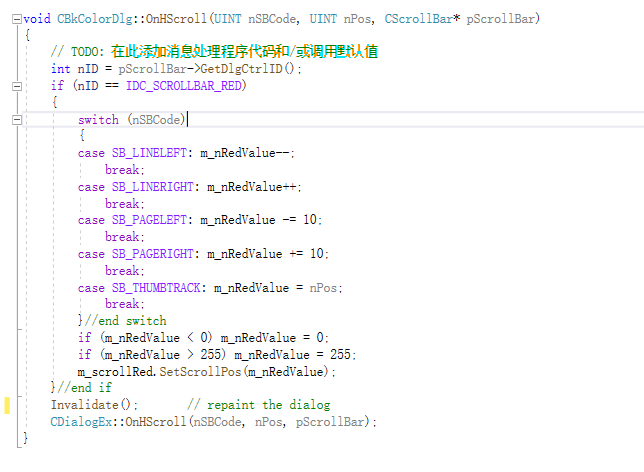 void CBkColorDlg::OnHScroll(UINT nSBCode, UINT nPos, CScrollBar* pScrollBar)
{
// TODO: 在此添加消息处理程序代码和/或调用默认值
int nID = pScrollBar->GetDlgCtrlID();
if (nID == IDC_SCROLLBAR_RED)
{
switch (nSBCode)
{
case SB_LINELEFT: m_nRedValue--;
break;
case SB_LINERIGHT: m_nRedValue++;
break;
case SB_PAGELEFT: m_nRedValue -= 10;
break;
case SB_PAGERIGHT: m_nRedValue += 10;
break;
case SB_THUMBTRACK: m_nRedValue = nPos;
break;
}//end switch
if (m_nRedValue < 0) m_nRedValue = 0;
if (m_nRedValue > 255) m_nRedValue = 255;
m_scrollRed.SetScrollPos(m_nRedValue);
}//end if
Invalidate(); // repaint the dialog
CDialogEx::OnHScroll(nSBCode, nPos, pScrollBar);
}